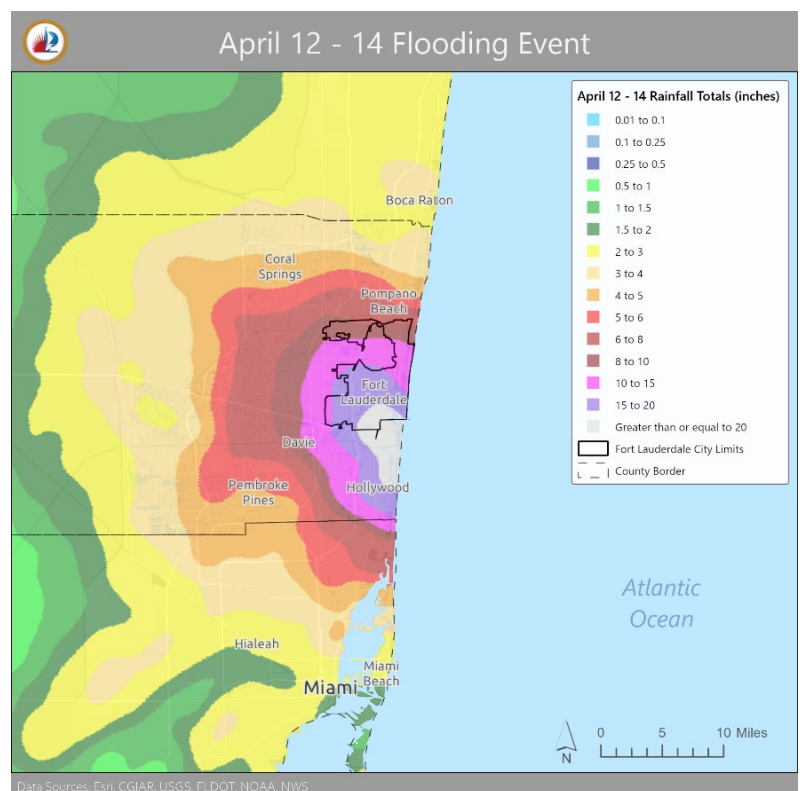 April 12 - 14 Flooding Event
April 12 - 14 Rainfall Totals (inches)
0.01 to 0.1
0.1 to 0.25
0.25 to 0.5
0.5 to 1
1 to 1.5
1.5 to 2
2 to 3
3 to 4
4 to 5
5 to 6
6 to 8
8 to 10
10 to 15
15 to 20
Greater than or equal to 20
Fort Lauderdale City Limits
County Border
Boca Raton
Coral
Springs
Pompano
Beach
Fort
Lauderdale
Davie
Pembroke
Pines
Hollywood
Atlantic
Ocean
Hialeah
Miami
Beach
Miami
0 5 10 Miles
N
Data Sources: Esri, CGIAR, USGS, FLDOT, NOAA, NWS